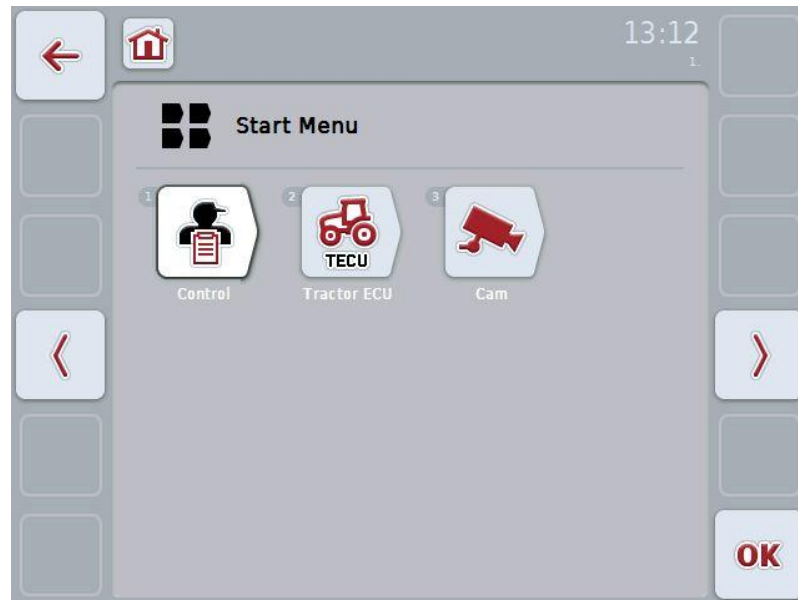 13:12
1.
Start Menu
1 2 3
TECU
Control Tractor ECU Cam
OK